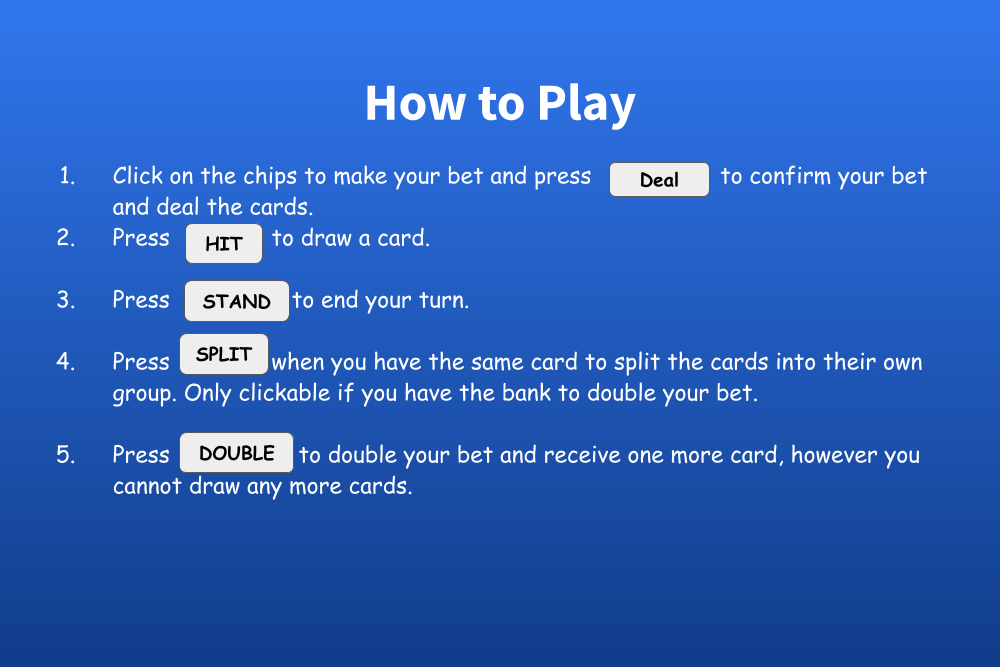 How to Play
1. Click on the chips to make your bet and press Deal to confirm your bet
and deal the cards.
2. Press HIT to draw a card.
3. Press STAND to end your turn.
4. Press SPLIT when you have the same card to split the cards into their own
group. Only clickable if you have the bank to double your bet.
5. Press DOUBLE to double your bet and receive one more card, however you
cannot draw any more cards.